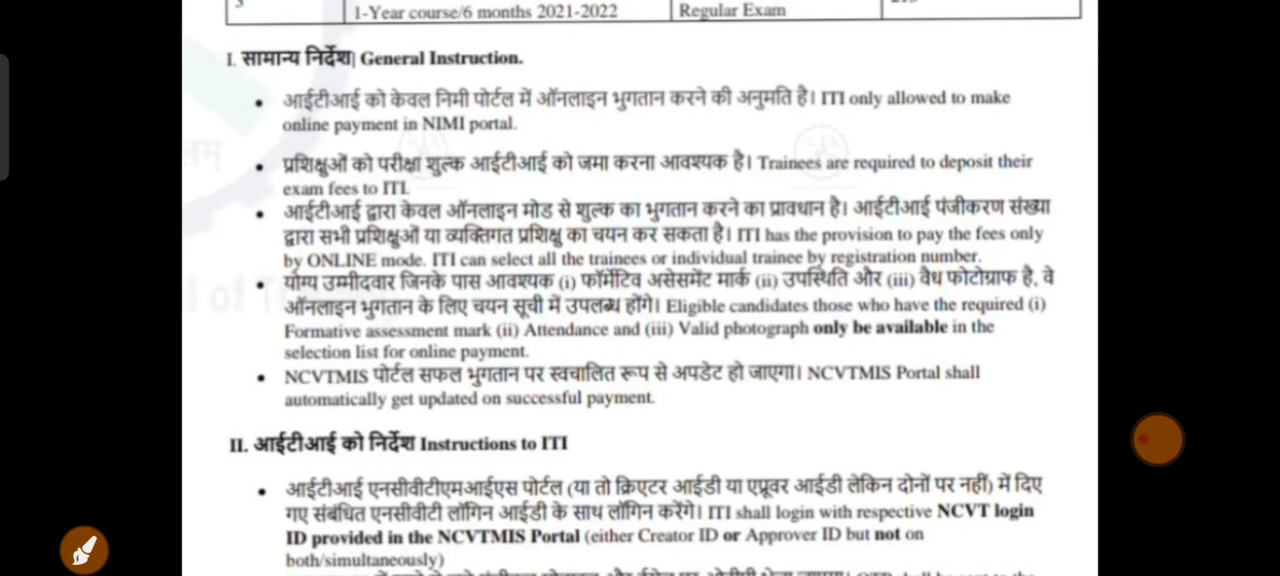 1-Year course/6 months 2021-2022 Regular Exam
I. सामान्य निर्देश| General Instruction.
• आईटीआई को केवल निमी पोर्टल में ऑनलाइन भुगतान करने की अनुमति है। ITI only allowed to make
online payment in NIMI portal.
• प्रशिक्षुओं को परीक्षा शुल्क आईटीआई को जमा करना आवश्यक है। Trainees are required to deposit their
exam fees to ITI.
• आईटीआई द्वारा केवल ऑनलाइन मोड से शुल्क का भुगतान करने का प्रावधान है। आईटीआई पंजीकरण संख्या
द्वारा सभी प्रशिक्षुओं या व्यक्तिगत प्रशिक्षु का चयन कर सकता है। ITI has the provision to pay the fees only
by ONLINE mode. ITI can select all the trainees or individual trainee by registration number.
• योग्य उम्मीदवार जिनके पास आवश्यक (i) फॉर्मेटिव असेसमेंट मार्क (ii) उपस्थिति और (iii) वैध फोटोग्राफ है, वे
ऑनलाइन भुगतान के लिए चयन सूची में उपलब्ध होंगे। Eligible candidates those who have the required (i)
Formative assessment mark (ii) Attendance and (iii) Valid photograph only be available in the
selection list for online payment.
• NCVTMIS पोर्टल सफल भुगतान पर स्वचालित रूप से अपडेट हो जाएगा। NCVTMIS Portal shall
automatically get updated on successful payment.
II. आईटीआई को निर्देश Instructions to ITI
• आईटीआई एनसीवीटीएमआईएस पोर्टल (या तो क्रिएटर आईडी या एप्रूवर आईडी लेकिन दोनों पर नहीं) में दिए
गए संबंधित एनसीवीटी लॉगिन आईडी के साथ लॉगिन करेंगे। ITI shall login with respective NCVT login
ID provided in the NCVTMIS Portal (either Creator ID or Approver ID but not on
both/simultaneously)